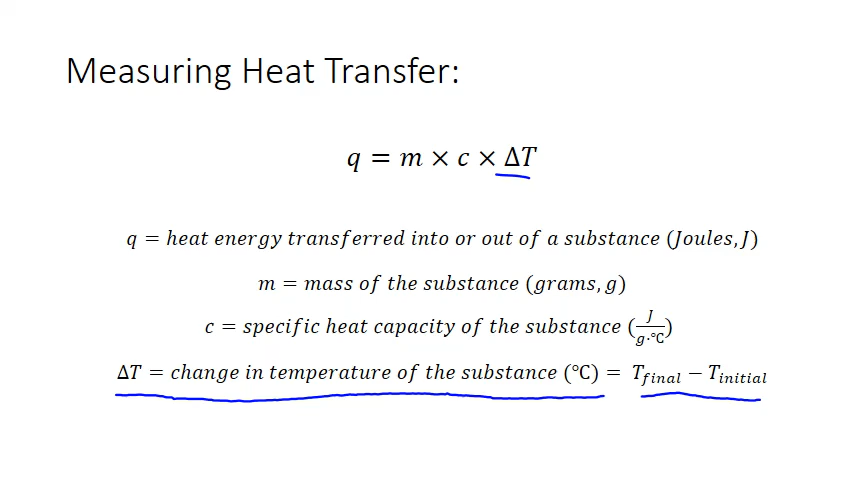 Measuring Heat Transfer:
q = m × c × ΔT
q = heat energy transferred into or out of a substance (Joules, J)
m = mass of the substance (grams, g)
c = specific heat capacity of the substance (J/g·°C)
ΔT = change in temperature of the substance (°C) = T_final − T_initial